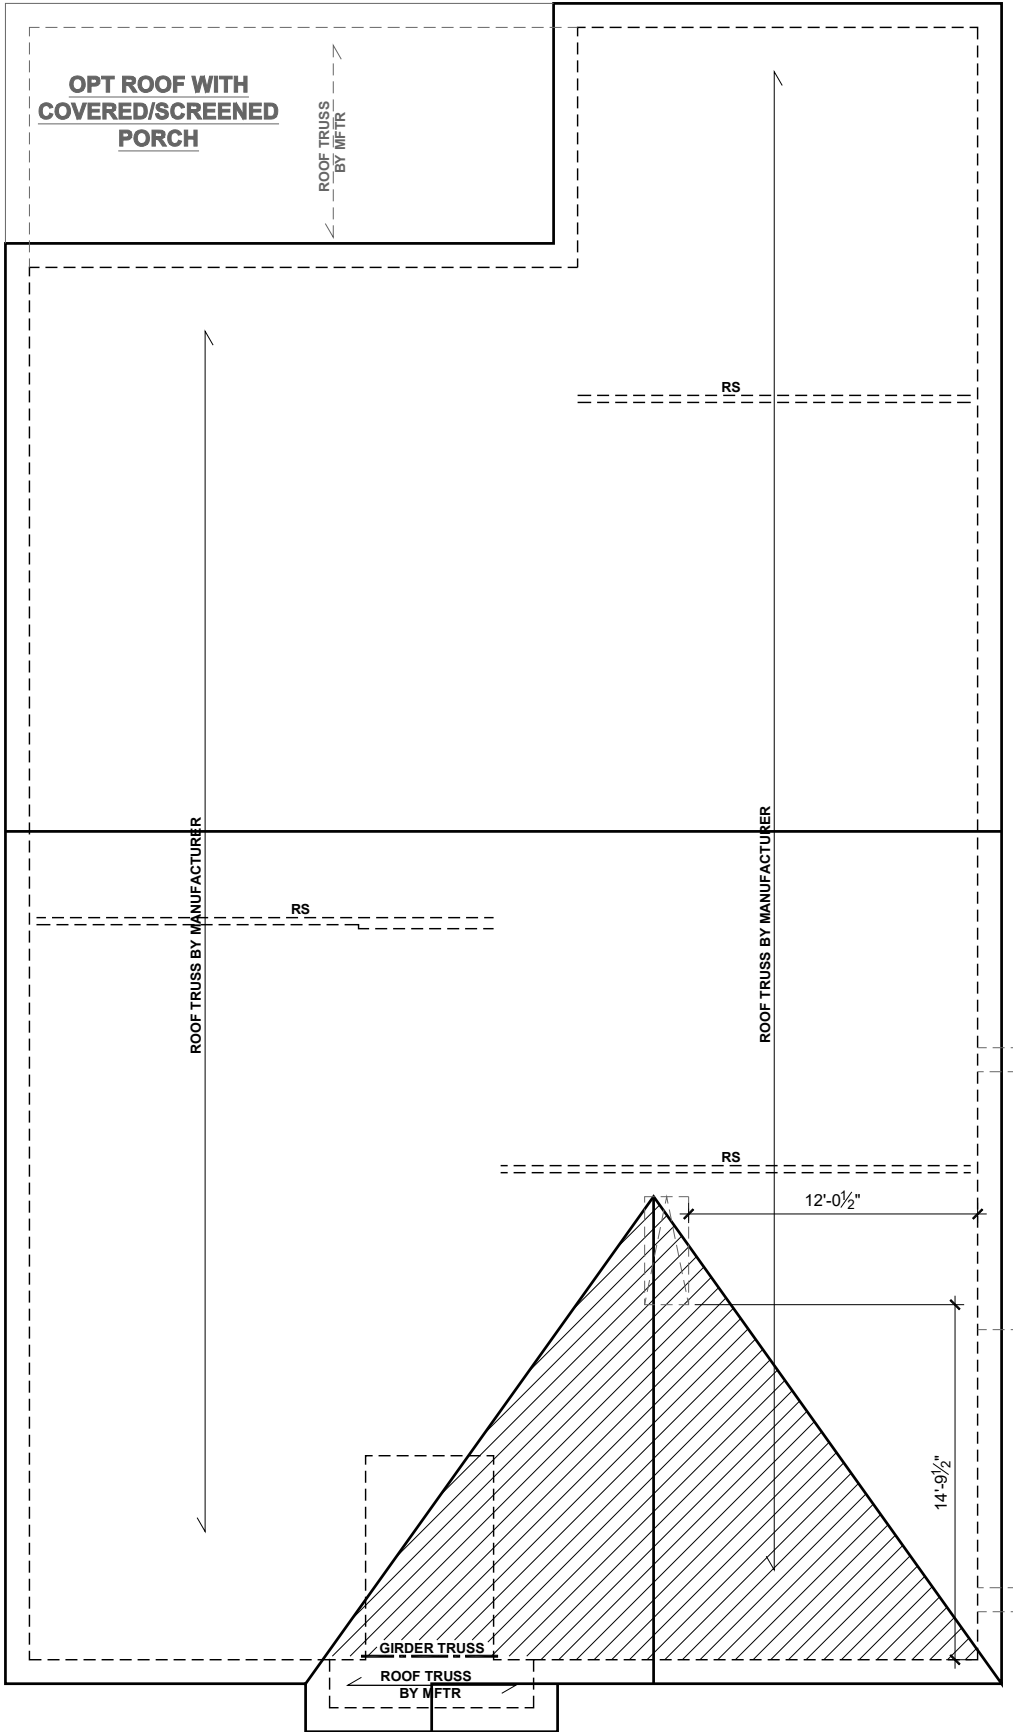 OPT ROOF WITH
COVERED/SCREENED
PORCH
ROOF TRUSS
BY MFTR
RS
ROOF TRUSS BY MANUFACTURER
ROOF TRUSS BY MANUFACTURER
RS
RS
12'-0½"
14'-9½"
GIRDER TRUSS
ROOF TRUSS
BY MFTR